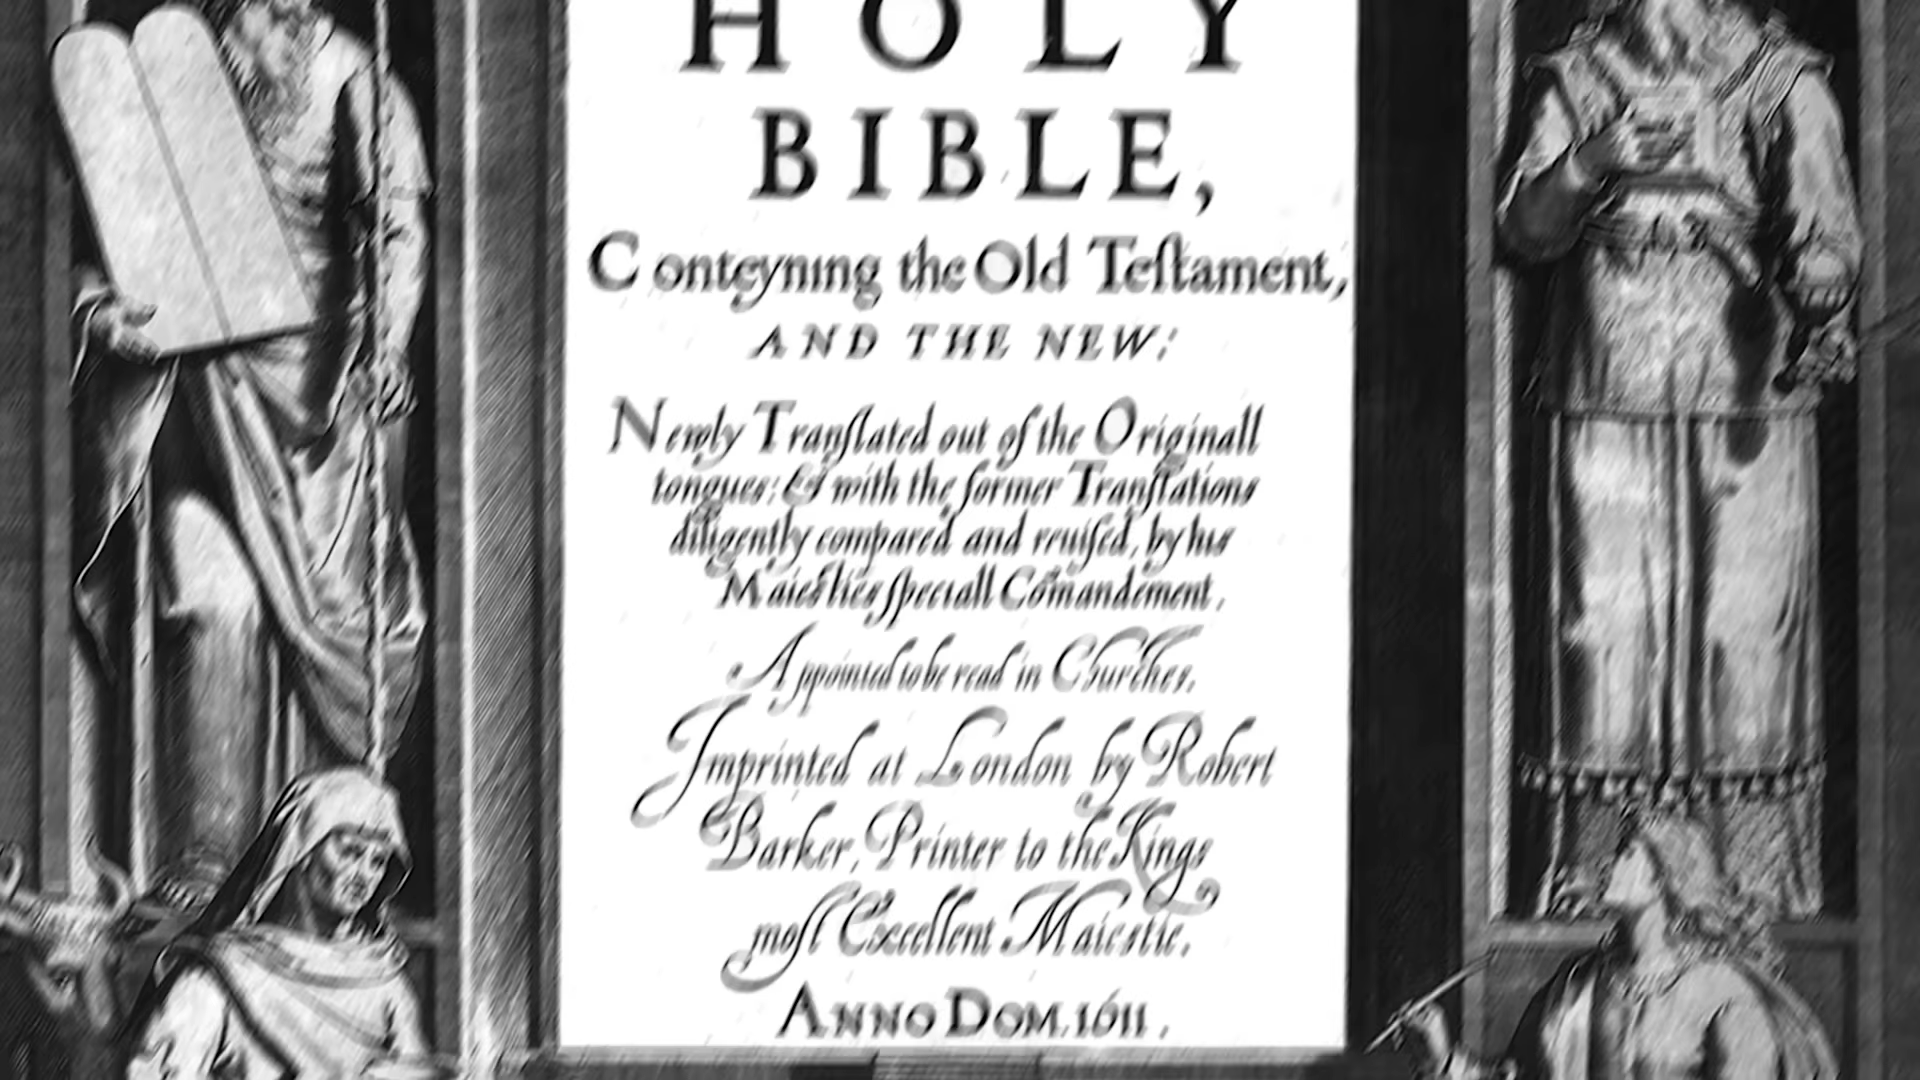 HOLY
BIBLE,
Conteyning the Old Teſtament,
AND THE NEW:
Newly Tranſlated out of the Originall
tongues: & with the former Tranſlations
diligently compared and reuiſed, by his
Maieſties ſpeciall Cōmandement.
Appointed to be read in Churches.
Imprinted at London by Robert
Barker, Printer to the Kings
moſt Excellent Maieſtie.
ANNO DOM. 1611.